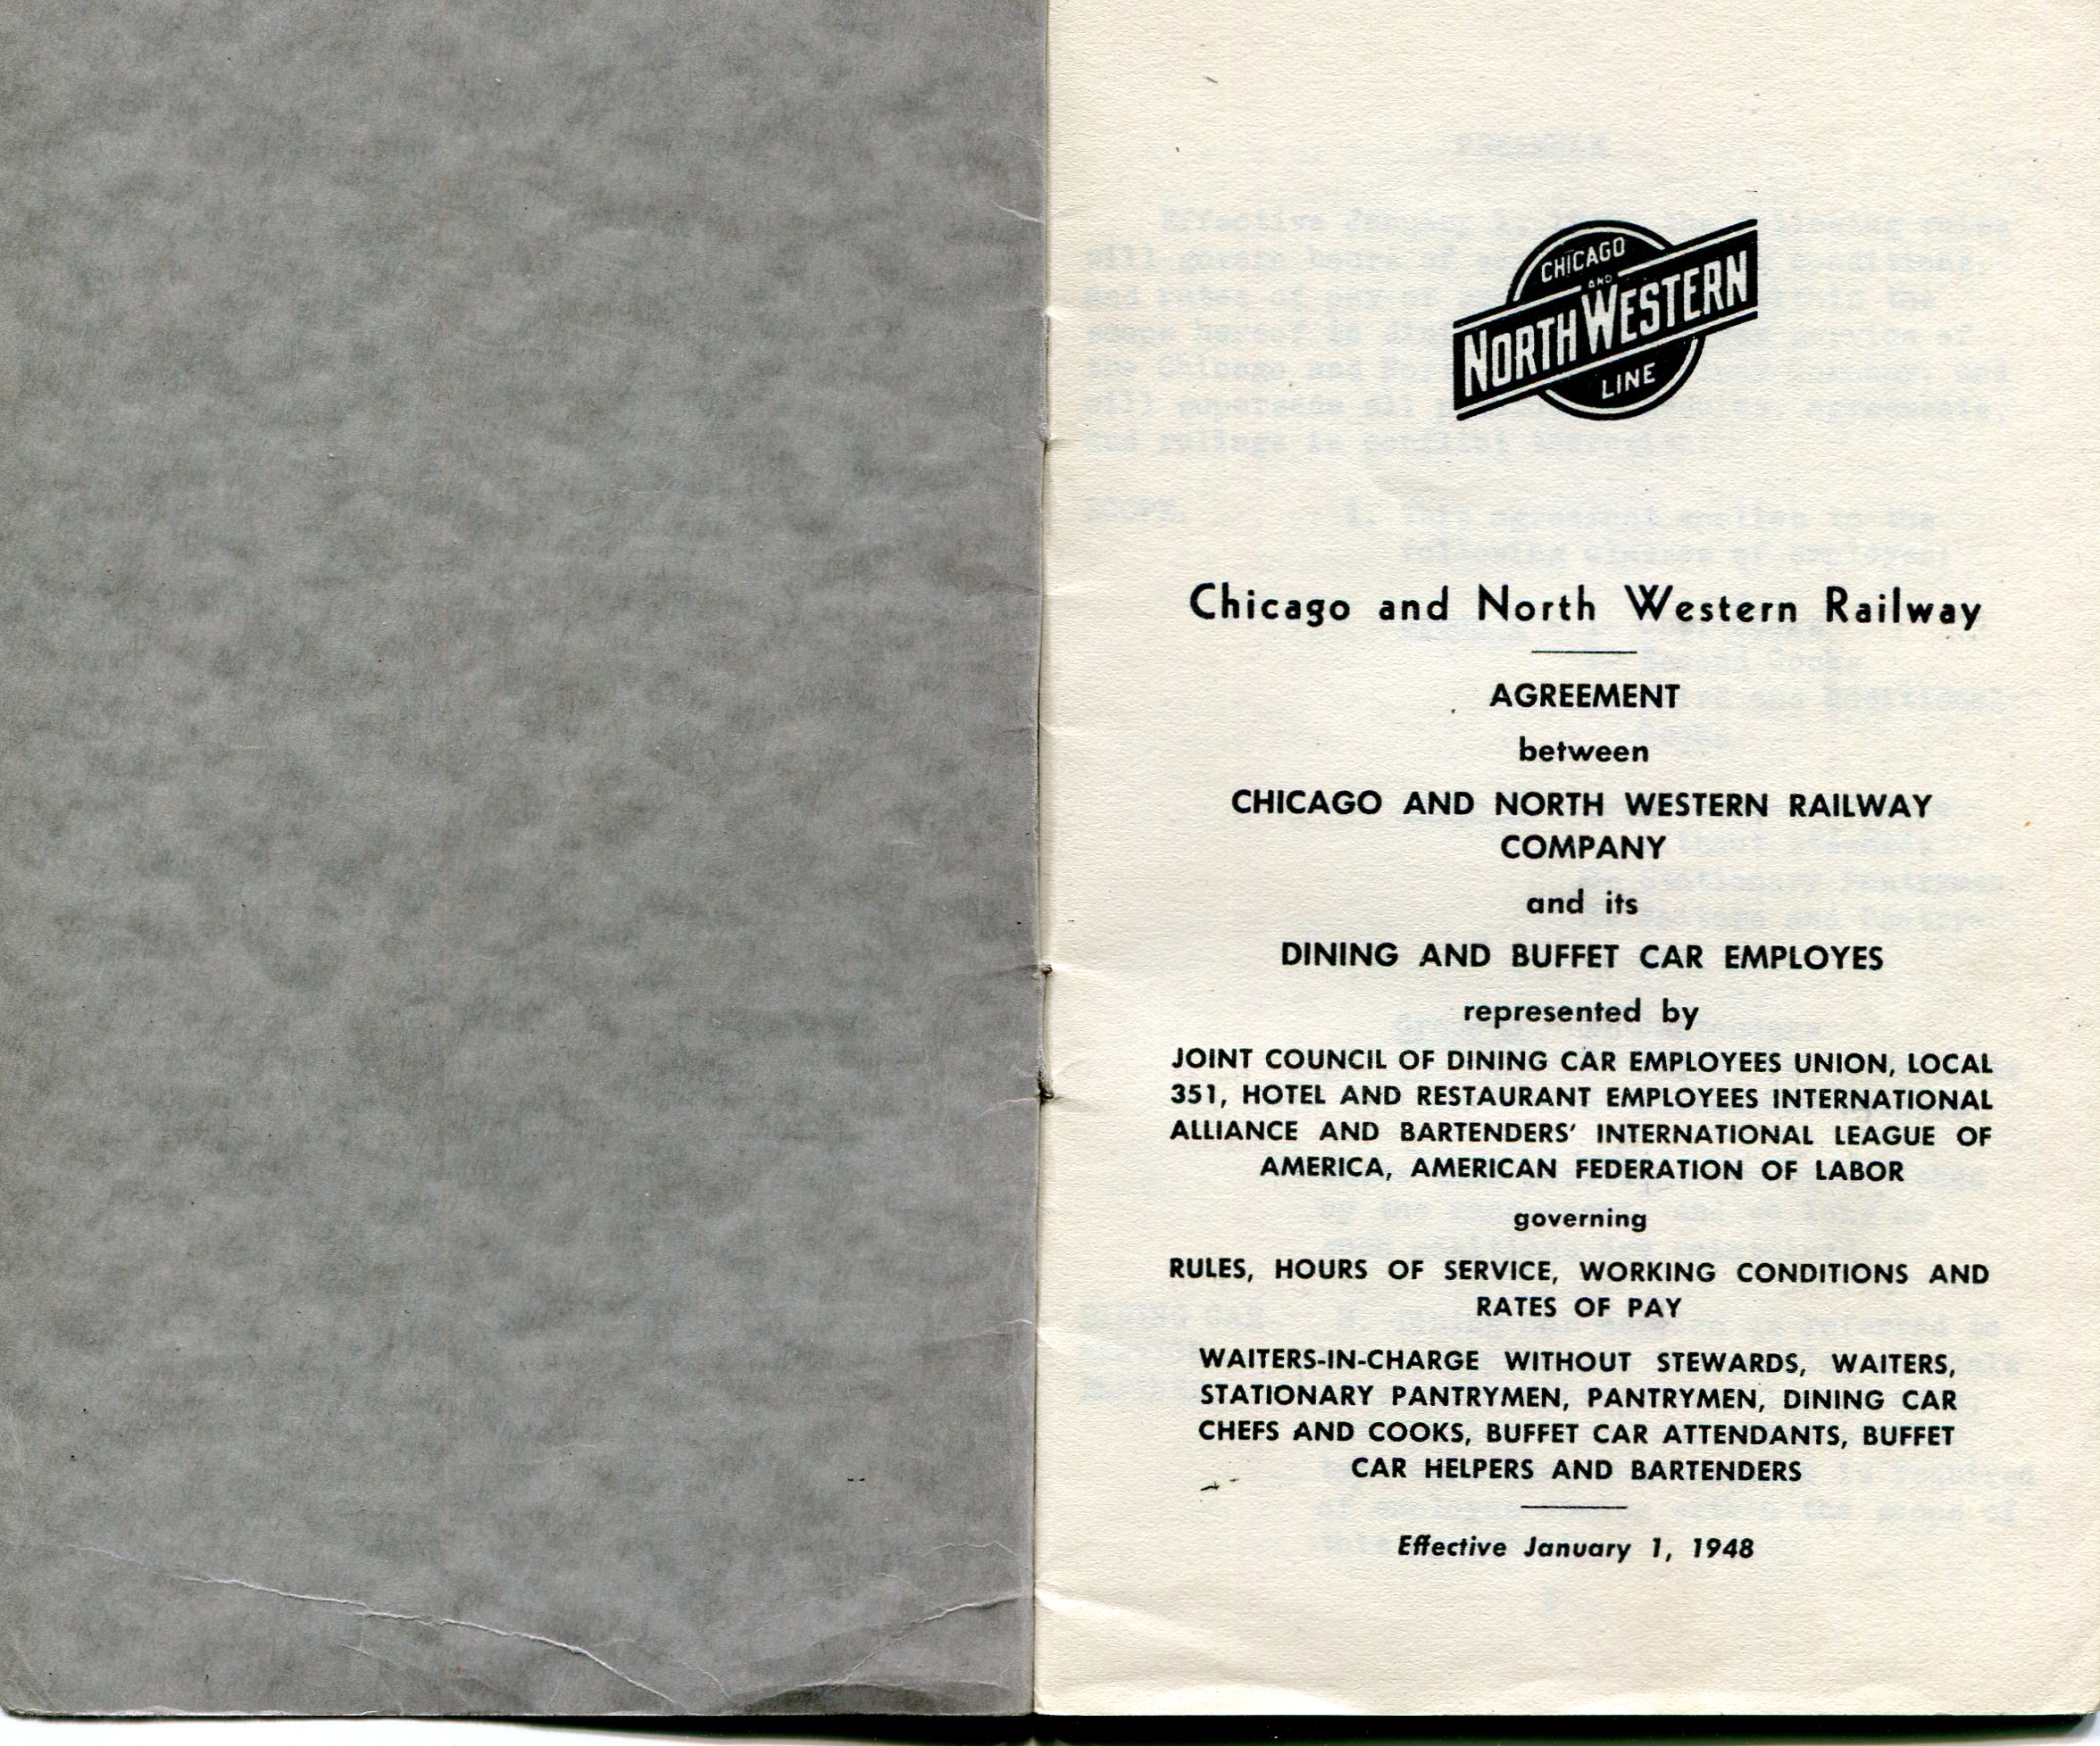 CHICAGO
AND
NORTH WESTERN
LINE
Chicago and North Western Railway
AGREEMENT
between
CHICAGO AND NORTH WESTERN RAILWAY
COMPANY
and its
DINING AND BUFFET CAR EMPLOYES
represented by
JOINT COUNCIL OF DINING CAR EMPLOYEES UNION, LOCAL
351, HOTEL AND RESTAURANT EMPLOYEES INTERNATIONAL
ALLIANCE AND BARTENDERS' INTERNATIONAL LEAGUE OF
AMERICA, AMERICAN FEDERATION OF LABOR
governing
RULES, HOURS OF SERVICE, WORKING CONDITIONS AND
RATES OF PAY
WAITERS-IN-CHARGE WITHOUT STEWARDS, WAITERS,
STATIONARY PANTRYMEN, PANTRYMEN, DINING CAR
CHEFS AND COOKS, BUFFET CAR ATTENDANTS, BUFFET
CAR HELPERS AND BARTENDERS
Effective January 1, 1948